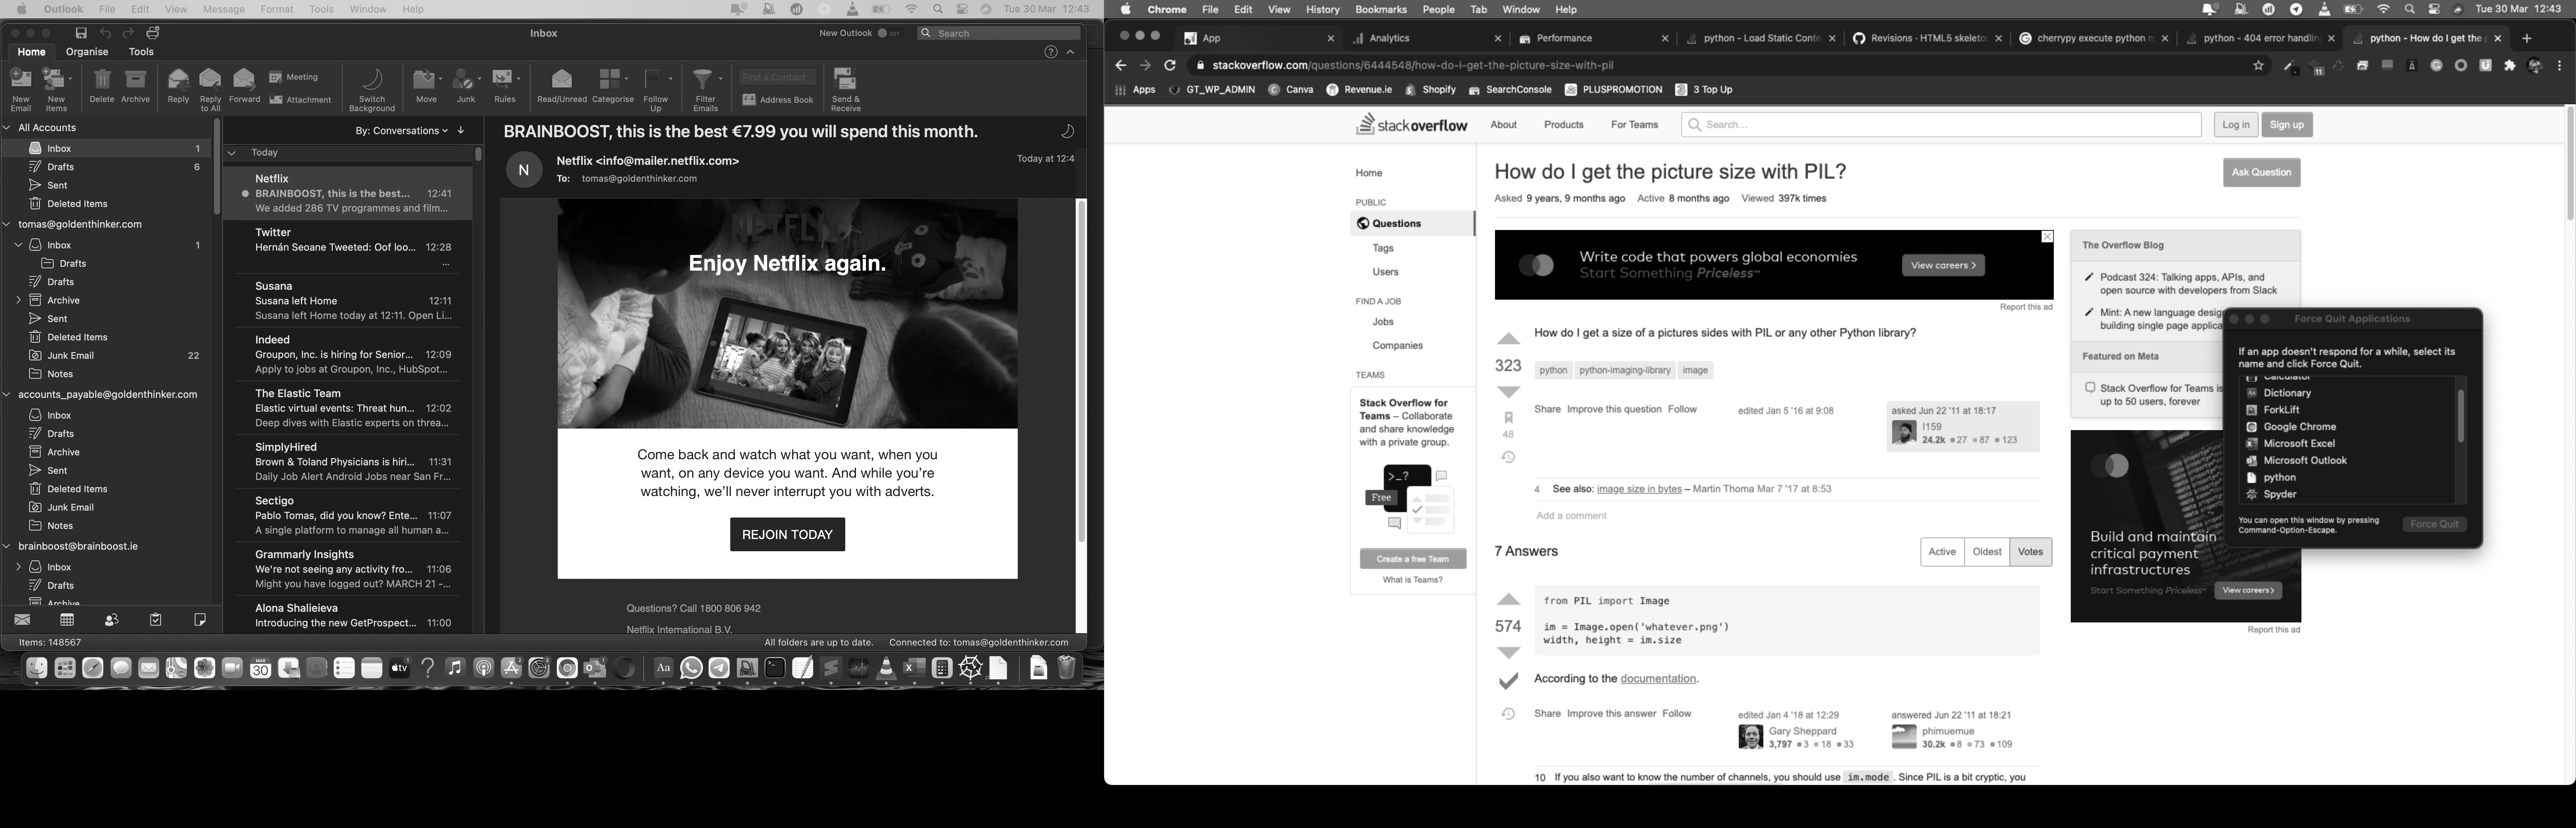 Outlook File Edit View Message Format Tools Window Help
Tue 30 Mar 12:43
Inbox
New Outlook
Search
Home Organise Tools
New Email
New Items
Delete
Archive
Reply
Reply to All
Forward
Meeting
Attachment
Switch Background
Move
Junk
Rules
Read/Unread
Categorise
Follow Up
Filter Emails
Find a Contact
Address Book
Send & Receive
All Accounts
Inbox 1
Drafts 6
Sent
Deleted Items
tomas@goldenthinker.com
Inbox 1
Drafts
Drafts
Archive
Sent
Deleted Items
Junk Email 22
Notes
accounts_payable@goldenthinker.com
Inbox
Drafts
Archive
Sent
Deleted Items
Junk Email
Notes
brainboost@brainboost.ie
Inbox
Drafts
Archive
Items: 148567
By: Conversations
Today
Netflix
BRAINBOOST, this is the best... 12:41
We added 286 TV programmes and film...
Twitter
Hernán Seoane Tweeted: Oof loo... 12:28
...
Susana
Susana left Home 12:11
Susana left Home today at 12:11. Open Li...
Indeed
Groupon, Inc. is hiring for Senior... 12:09
Apply to jobs at Groupon, Inc., HubSpot...
The Elastic Team
Elastic virtual events: Threat hun... 12:02
Deep dives with Elastic experts on threa...
SimplyHired
Brown & Toland Physicians is hiri... 11:31
Daily Job Alert Android Jobs near San Fr...
Sectigo
Pablo Tomas, did you know? Ente... 11:07
A single platform to manage all human a...
Grammarly Insights
We're not seeing any activity fro... 11:06
Might you have logged out? MARCH 21 -...
Alona Shalieieva
Introducing the new GetProspect... 11:00
BRAINBOOST, this is the best €7.99 you will spend this month.
N
Netflix <info@mailer.netflix.com>
Today at 12:4
To: tomas@goldenthinker.com
NETFLIX
Enjoy Netflix again.
Come back and watch what you want, when you
want, on any device you want. And while you're
watching, we'll never interrupt you with adverts.
REJOIN TODAY
Questions? Call 1800 806 942
Netflix International B.V.
All folders are up to date. Connected to: tomas@goldenthinker.com
MAR 30
tv
Aa
Chrome File Edit View History Bookmarks People Tab Window Help
Tue 30 Mar 12:43
App
Analytics
Performance
python - Load Static Conte
Revisions · HTML5 skeleto
cherrypy execute python m
python - 404 error handlin
python - How do I get the p
stackoverflow.com/questions/6444548/how-do-i-get-the-picture-size-with-pil
11
Apps GT_WP_ADMIN Canva Revenue.ie Shopify SearchConsole PLUSPROMOTION 3 Top Up
stackoverflow
About Products For Teams
Search...
Log in
Sign up
Home
PUBLIC
Questions
Tags
Users
FIND A JOB
Jobs
Companies
TEAMS
Stack Overflow for
Teams – Collaborate
and share knowledge
with a private group.
>_?
Free
Create a free Team
What is Teams?
How do I get the picture size with PIL?
Ask Question
Asked 9 years, 9 months ago Active 8 months ago Viewed 397k times
Write code that powers global economies
Start Something Priceless™
View careers >
Report this ad
323
How do I get a size of a pictures sides with PIL or any other Python library?
python python-imaging-library image
48
Share Improve this question Follow
edited Jan 5 '16 at 9:08
asked Jun 22 '11 at 18:17
I159
24.2k 27 87 123
4 See also: image size in bytes – Martin Thoma Mar 7 '17 at 8:53
Add a comment
7 Answers
Active Oldest Votes
574
from PIL import Image
im = Image.open('whatever.png')
width, height = im.size
According to the documentation.
Share Improve this answer Follow
edited Jan 4 '18 at 12:29
Gary Sheppard
3,797 3 18 33
answered Jun 22 '11 at 18:21
phimuemue
30.2k 8 73 109
10 If you also want to know the number of channels, you should use im.mode. Since PIL is a bit cryptic, you
The Overflow Blog
Podcast 324: Talking apps, APIs, and
open source with developers from Slack
Mint: A new language desig
building single page applica
Featured on Meta
Stack Overflow for Teams is
up to 50 users, forever
Build and maintain
critical payment
infrastructures
Start Something Priceless™
View careers >
Report this ad
Force Quit Applications
If an app doesn't respond for a while, select its
name and click Force Quit.
Calculator
Dictionary
ForkLift
Google Chrome
Microsoft Excel
Microsoft Outlook
python
Spyder
You can open this window by pressing
Command-Option-Escape.
Force Quit